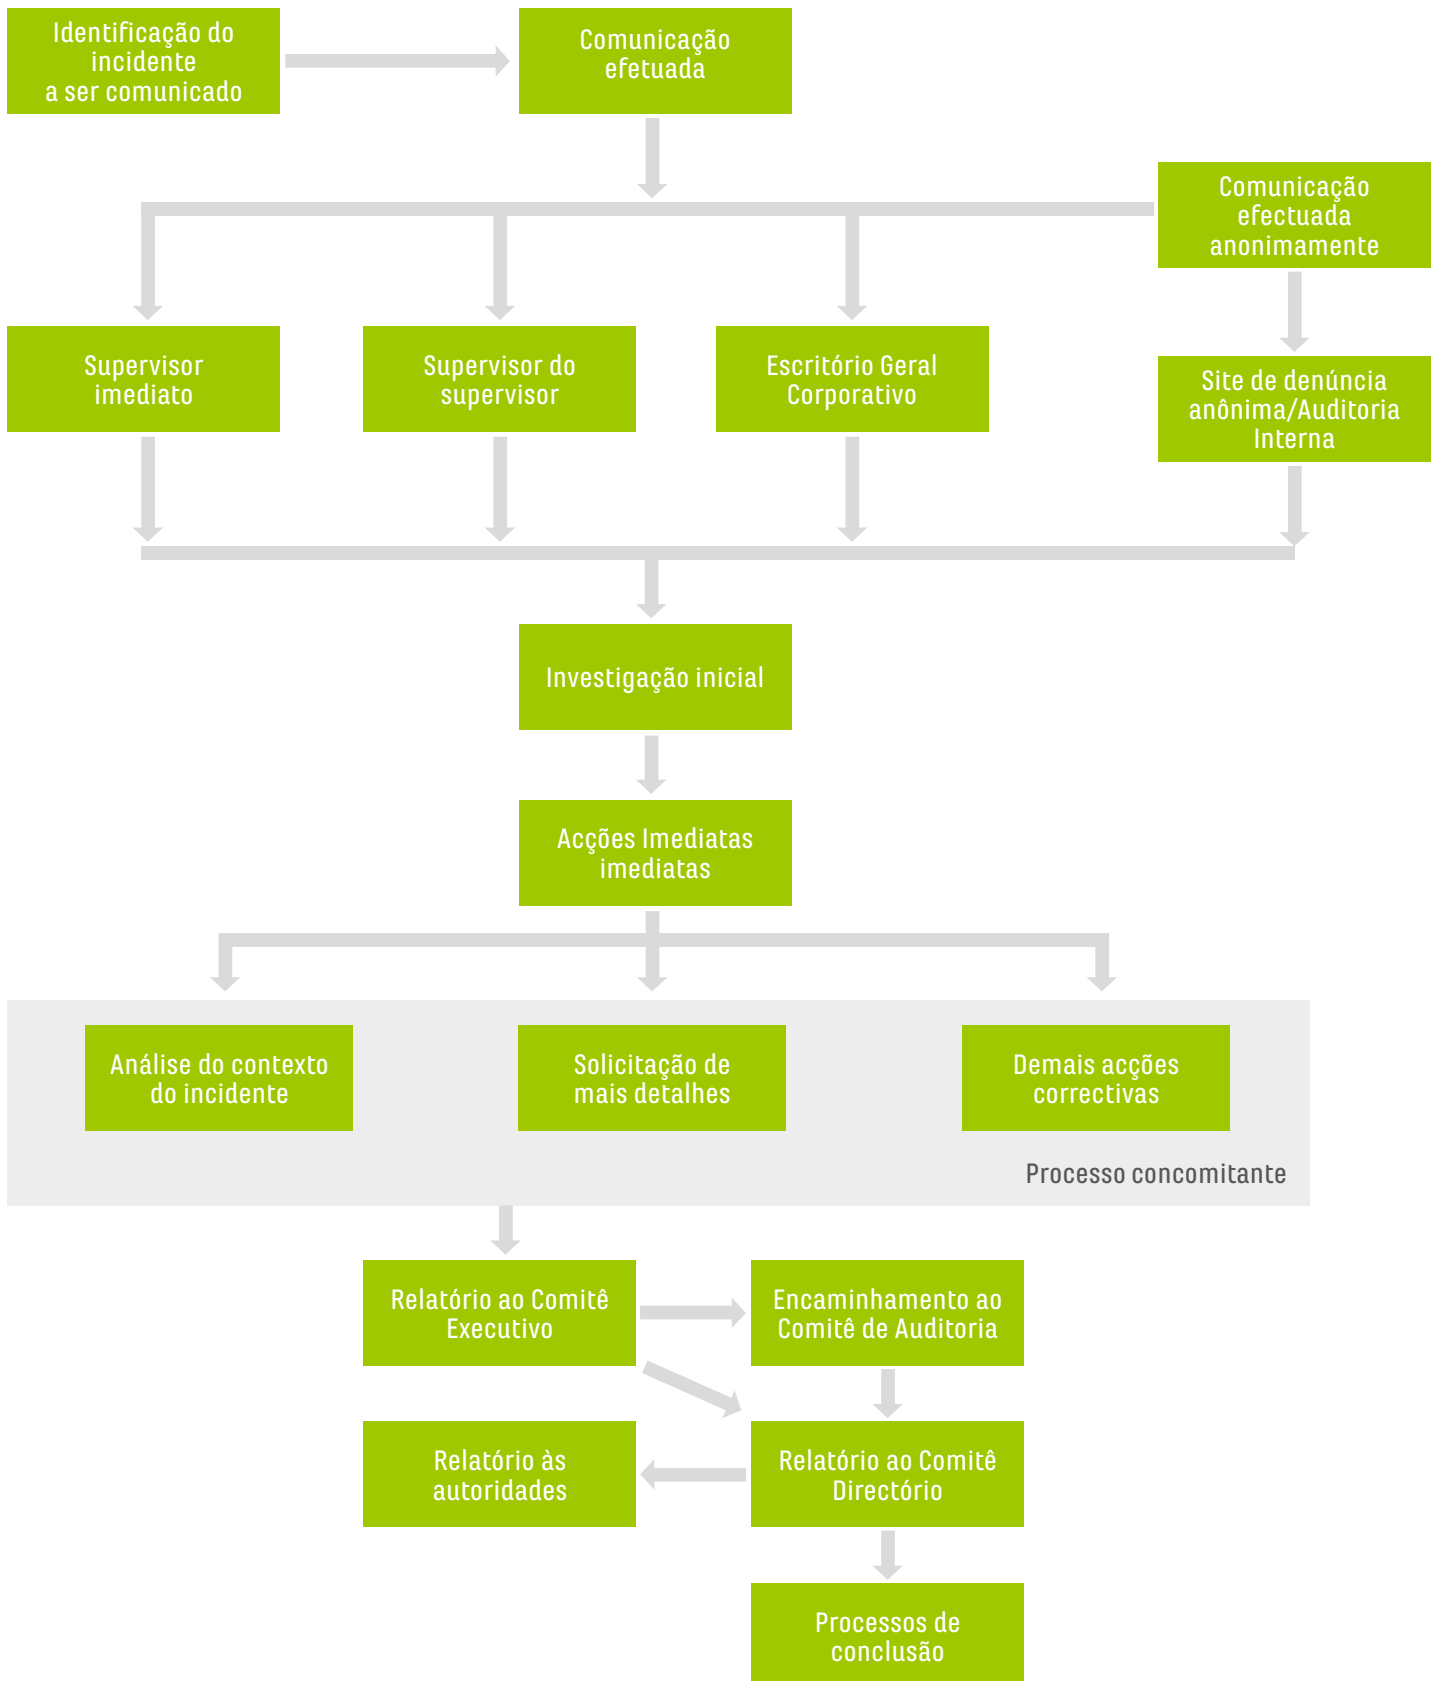 Identificação do
incidente
a ser comunicado
Comunicação
efetuada
Comunicação
efectuada
anonimamente
Supervisor
imediato
Supervisor do
supervisor
Escritório Geral
Corporativo
Site de denúncia
anônima/Auditoria
Interna
Investigação inicial
Acções Imediatas
imediatas
Análise do contexto
do incidente
Solicitação de
mais detalhes
Demais acções
correctivas
Processo concomitante
Relatório ao Comitê
Executivo
Encaminhamento ao
Comitê de Auditoria
Relatório às
autoridades
Relatório ao Comitê
Directório
Processos de
conclusão